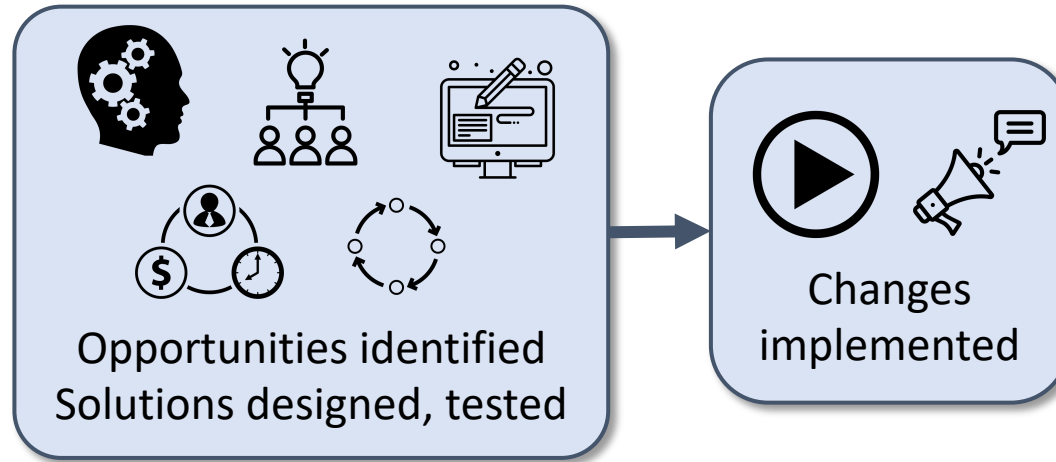 $
Opportunities identified
Solutions designed, tested
Changes
implemented